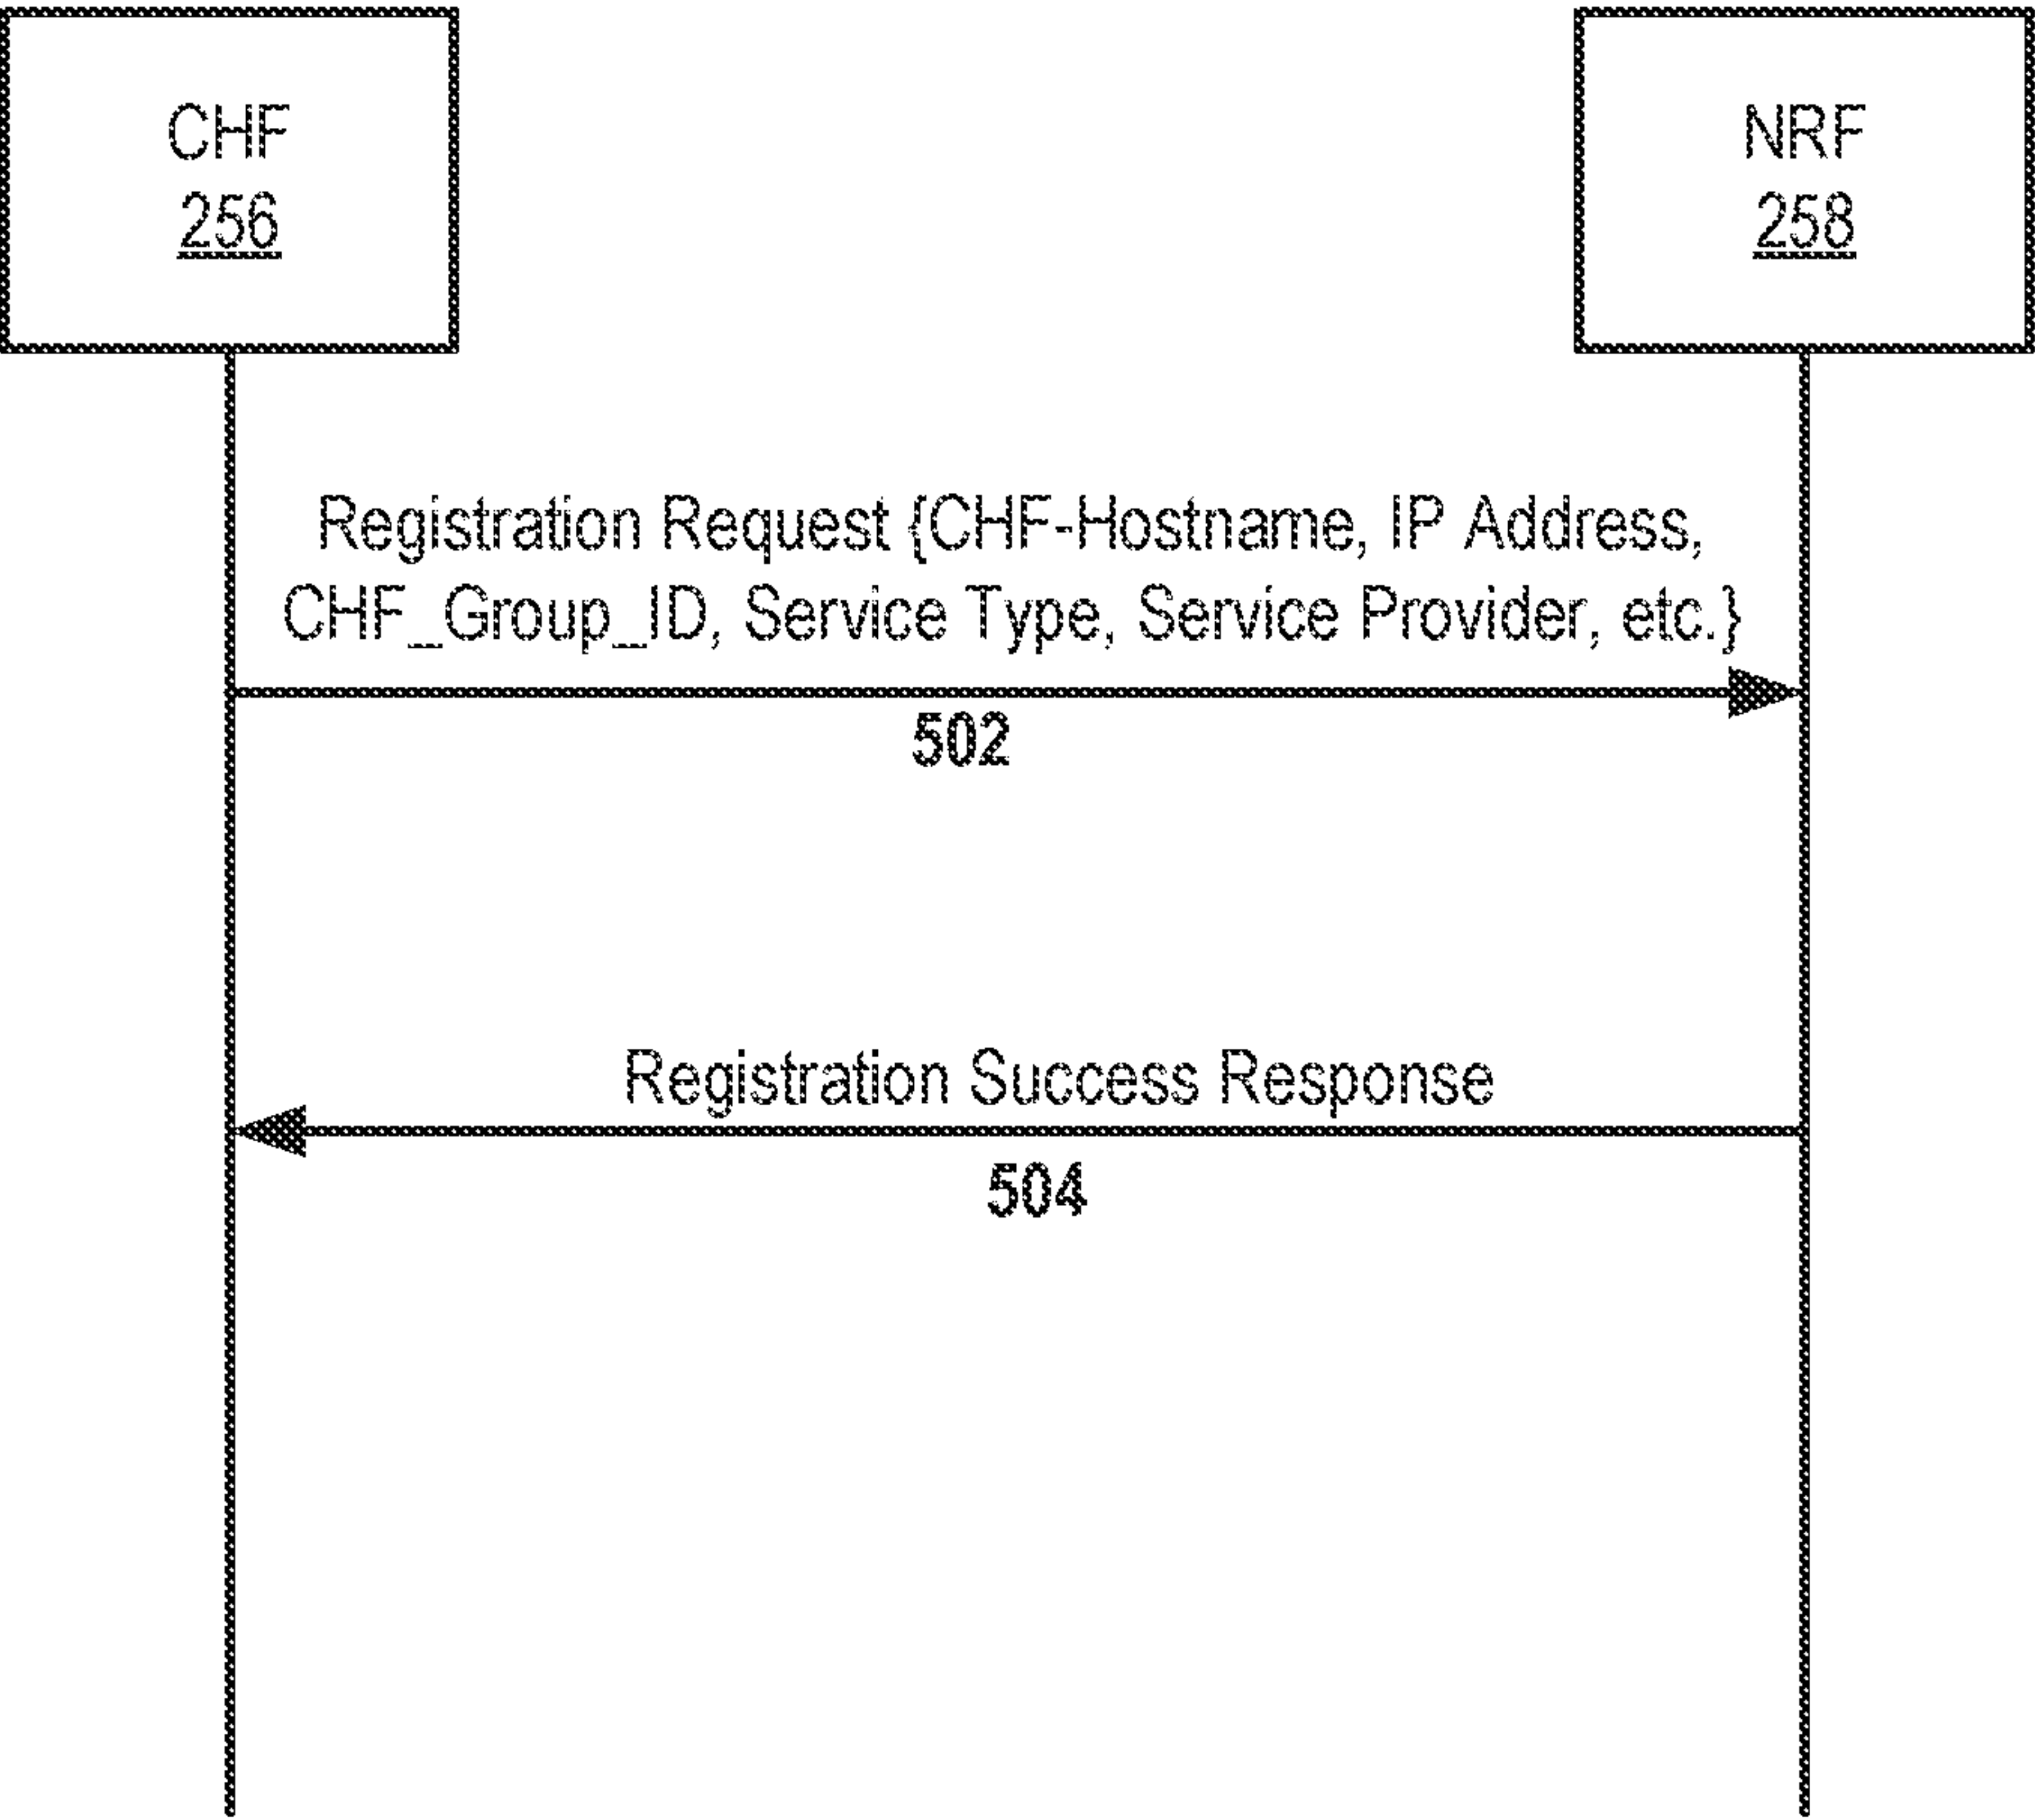 CHF
256
NRF
258
Registration Request {CHF-Hostname, IP Address,
CHF_Group_ID, Service Type, Service Provider, etc.}
502
Registration Success Response
504